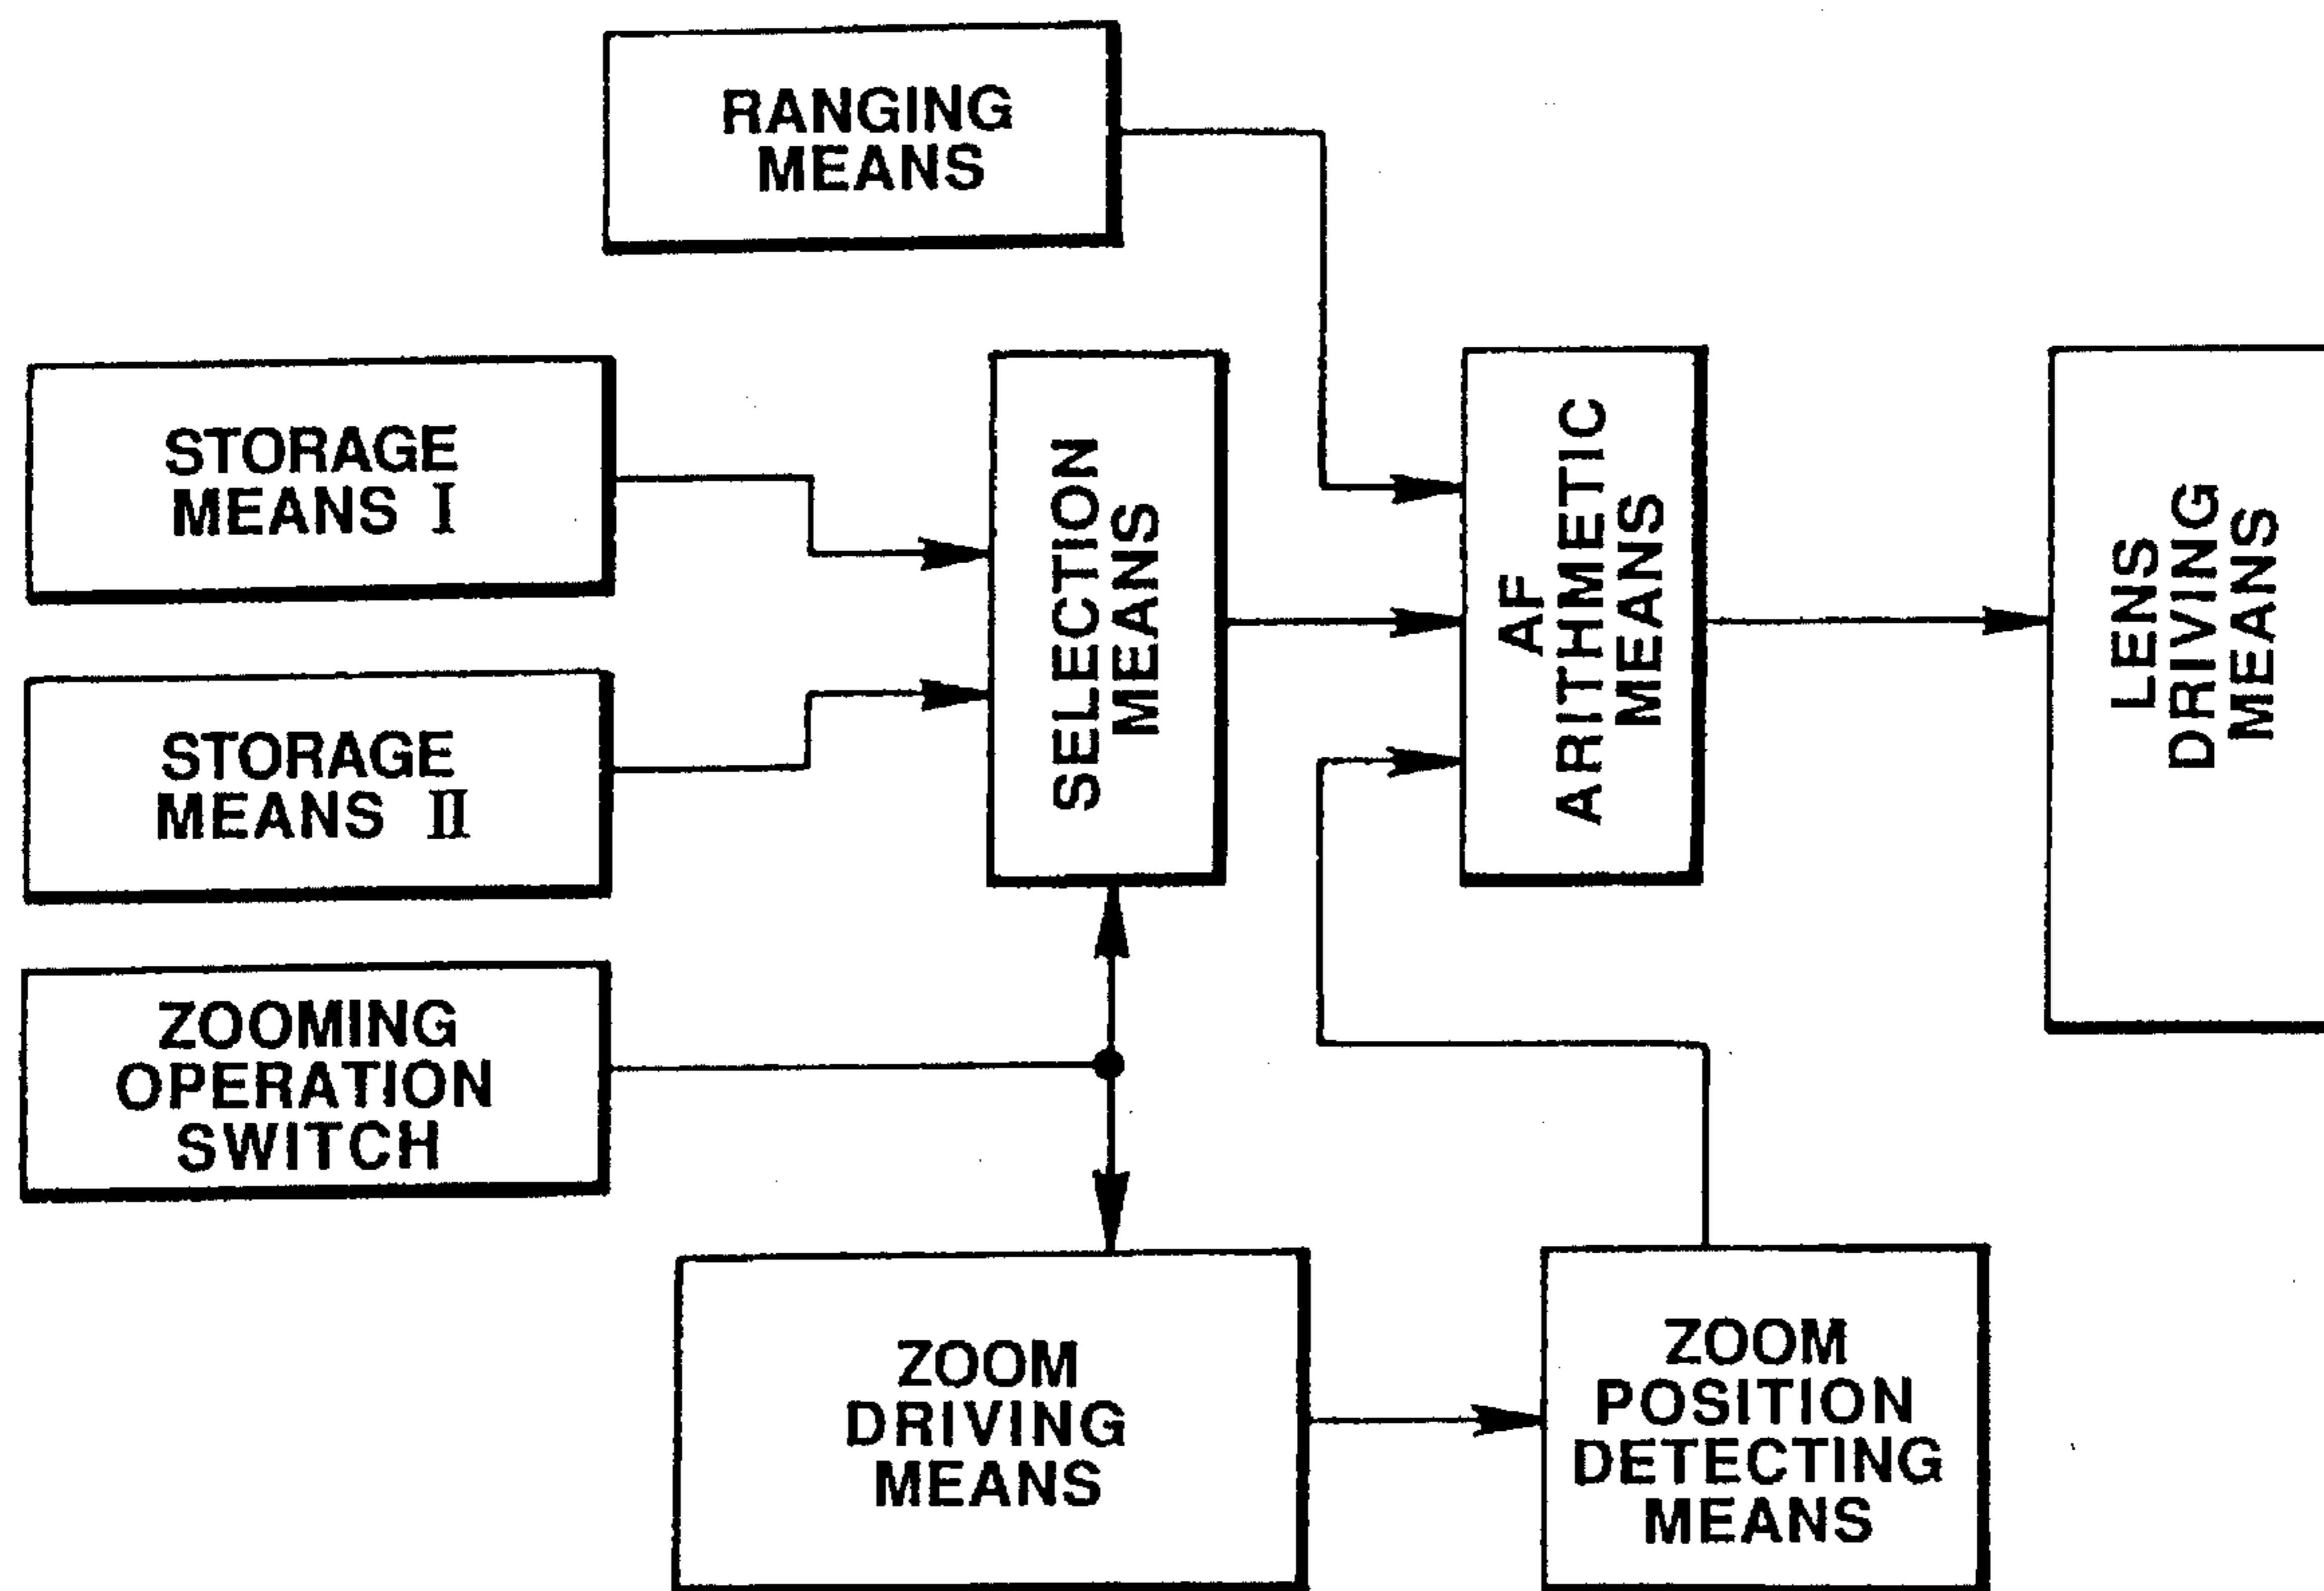 RANGING
MEANS
STORAGE
MEANS I
STORAGE
MEANS II
ZOOMING
OPERATION
SWITCH
SELECTION
MEANS
AF
ARITHMETIC
MEANS
LENS
DRIVING
MEANS
ZOOM
DRIVING
MEANS
ZOOM
POSITION
DETECTING
MEANS